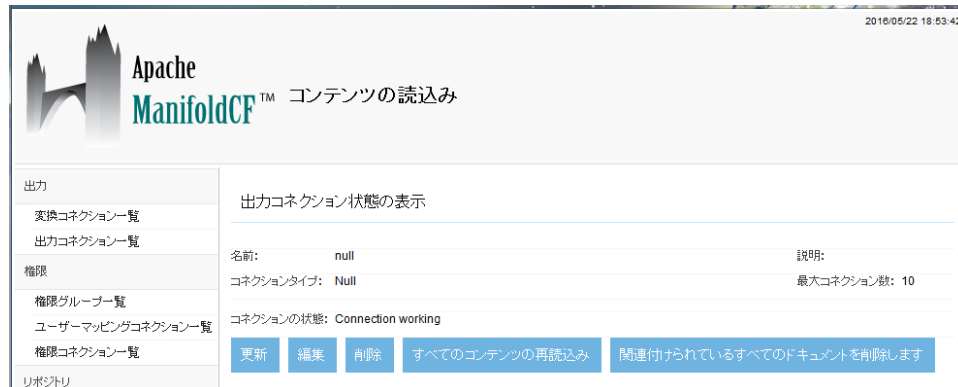 2016/05/22 18:53:42
Apache
ManifoldCF™ コンテンツの読込み
出力
変換コネクション一覧
出力コネクション一覧
権限
権限グループ一覧
ユーザーマッピングコネクション一覧
権限コネクション一覧
リポジトリ
出力コネクション状態の表示
名前: null 説明:
コネクションタイプ: Null 最大コネクション数: 10
コネクションの状態: Connection working
更新 編集 削除 すべてのコンテンツの再読込み 関連付けられているすべてのドキュメントを削除します